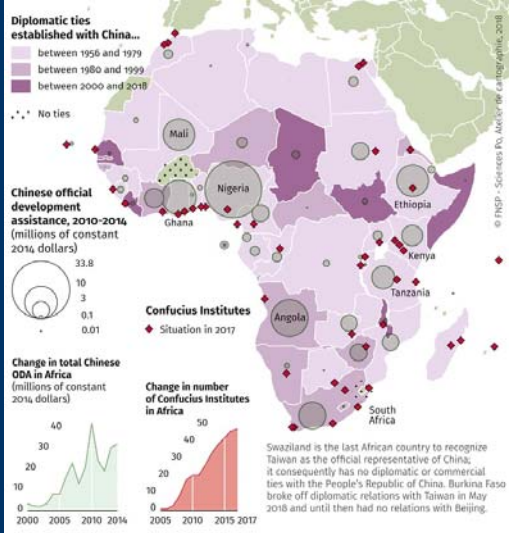 Diplomatic ties
established with China...
between 1956 and 1979
between 1980 and 1999
between 2000 and 2018
No ties
Chinese official
development
assistance, 2010-2014
(millions of constant
2014 dollars)
33.8
10
3
0.1
0.01
Mali
Nigeria
Ghana
Ethiopia
Kenya
Tanzania
Angola
South
Africa
Confucius Institutes
Situation in 2017
© FNSP - Sciences Po, Atelier de cartographie, 2018
Change in total Chinese
ODA in Africa
(millions of constant
2014 dollars)
40
30
20
10
0
2000
2005
2010
2014
Change in number
of Confucius Institutes
in Africa
50
40
30
20
10
0
2005
2010
2015
2017
Swaziland is the last African country to recognize
Taiwan as the official representative of China;
it consequently has no diplomatic or commercial
ties with the People's Republic of China. Burkina Faso
broke off diplomatic relations with Taiwan in May
2018 and until then had no relations with Beijing.